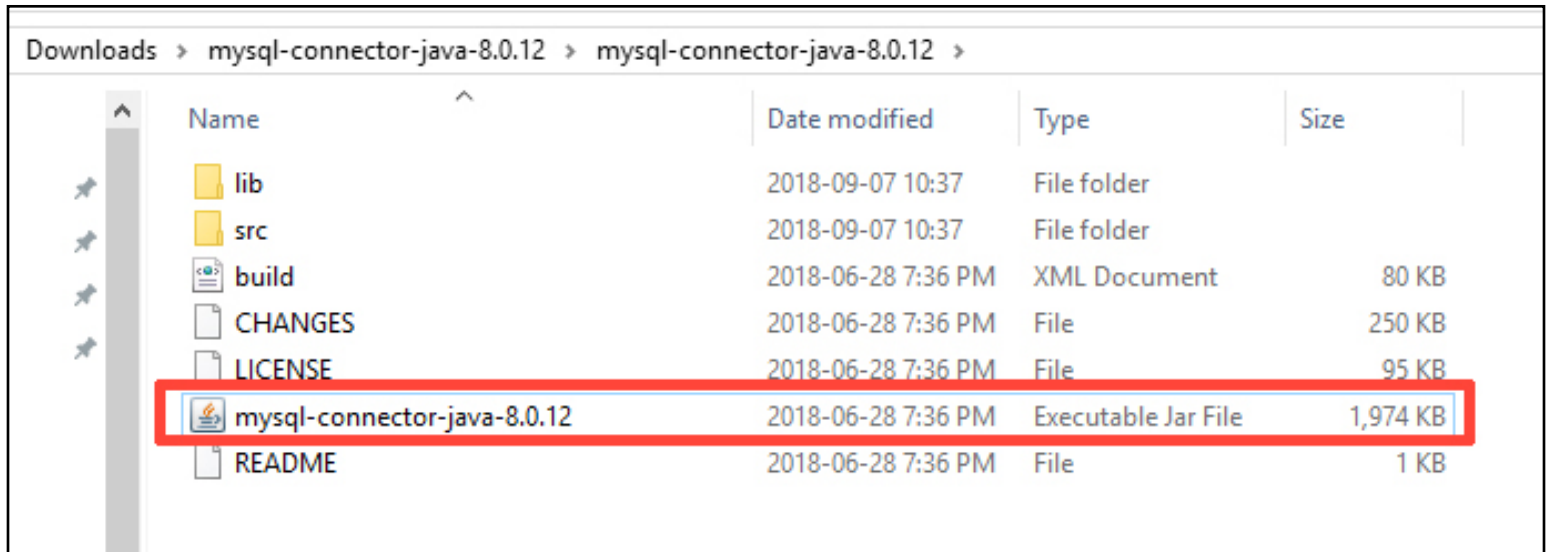 Downloads > mysql-connector-java-8.0.12 > mysql-connector-java-8.0.12 >
Name Date modified Type Size
lib 2018-09-07 10:37 File folder
src 2018-09-07 10:37 File folder
build 2018-06-28 7:36 PM XML Document 80 KB
CHANGES 2018-06-28 7:36 PM File 250 KB
LICENSE 2018-06-28 7:36 PM File 95 KB
mysql-connector-java-8.0.12 2018-06-28 7:36 PM Executable Jar File 1,974 KB
README 2018-06-28 7:36 PM File 1 KB